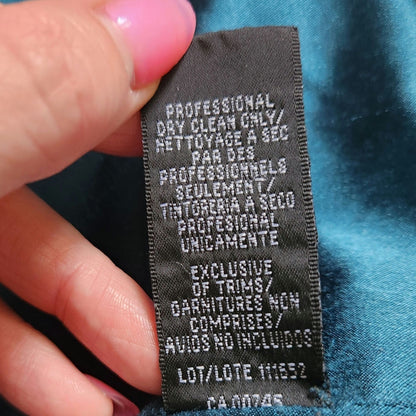 PROFESSIONAL
DRY CLEAN ONLY/
NETTOYAGE A SEC
PAR DES
PROFESSIONNELS
SEULEMENT/
TINTORERIA A SECO
PROFESIONAL
UNICAMENTE
EXCLUSIVE
OF TRIMS/
GARNITURES NON
COMPRISES/
AVIOS NO INCLUIDOS
LOT/LOTE 111552
CA 00745